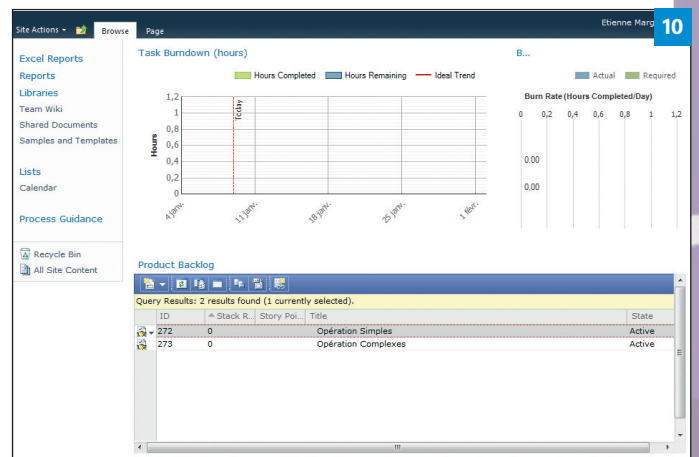 Site Actions
Browse
Page
Etienne Marg
10
Excel Reports
Reports
Libraries
Team Wiki
Shared Documents
Samples and Templates
Lists
Calendar
Process Guidance
Recycle Bin
All Site Content
Task Burndown (hours)
Hours Completed Hours Remaining Ideal Trend
Hours
1,2
1
0,8
0,6
0,4
0,2
0
Today
4 janv. 11 janv. 18 janv. 25 janv. 1 févr.
B...
Actual Required
Burn Rate (Hours Completed/Day)
0 0,2 0,4 0,6 0,8 1 1,2
0,00
0,00
Product Backlog
Query Results: 2 results found (1 currently selected).
ID Stack R... Story Poi... Title State
272 0 Opération Simples Active
273 0 Opération Complexes Active